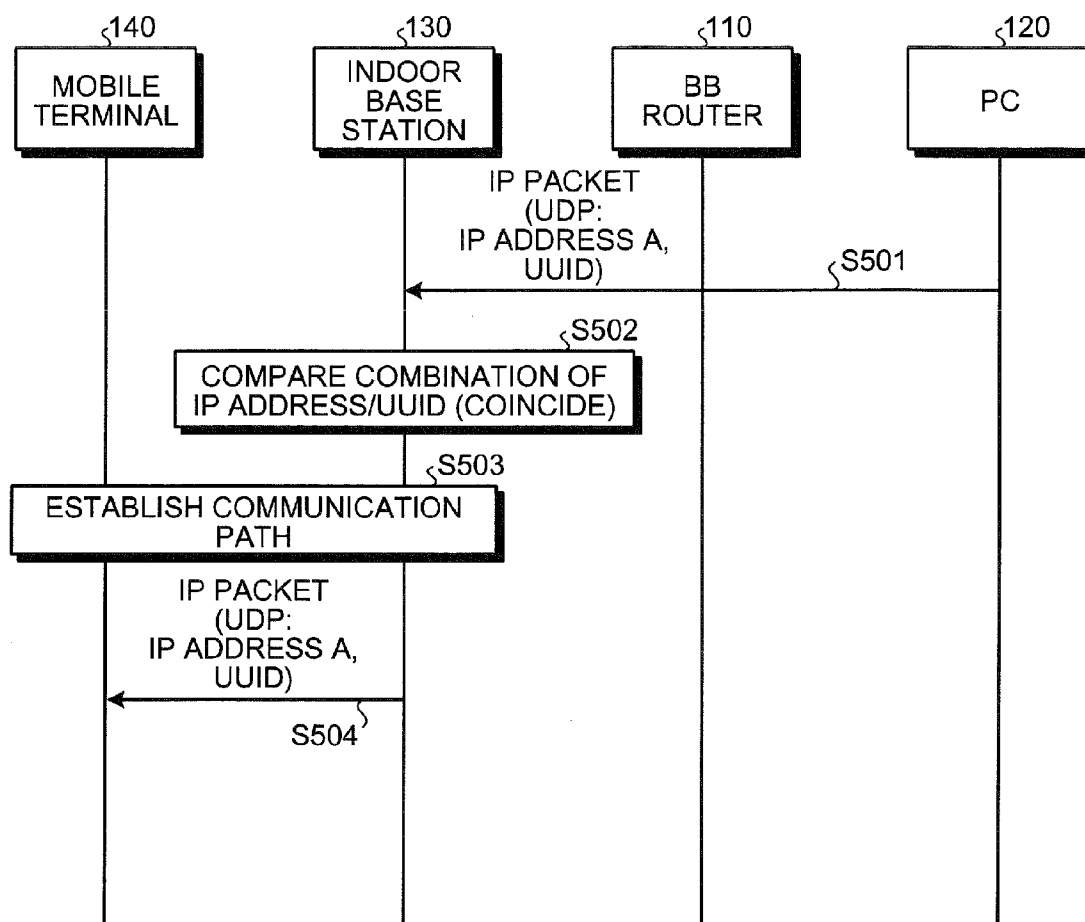 140
130
110
120
MOBILE
TERMINAL
INDOOR
BASE
STATION
BB
ROUTER
PC
IP PACKET
(UDP:
IP ADDRESS A,
UUID)
S501
S502
COMPARE COMBINATION OF
IP ADDRESS/UUID (COINCIDE)
S503
ESTABLISH COMMUNICATION
PATH
IP PACKET
(UDP:
IP ADDRESS A,
UUID)
S504